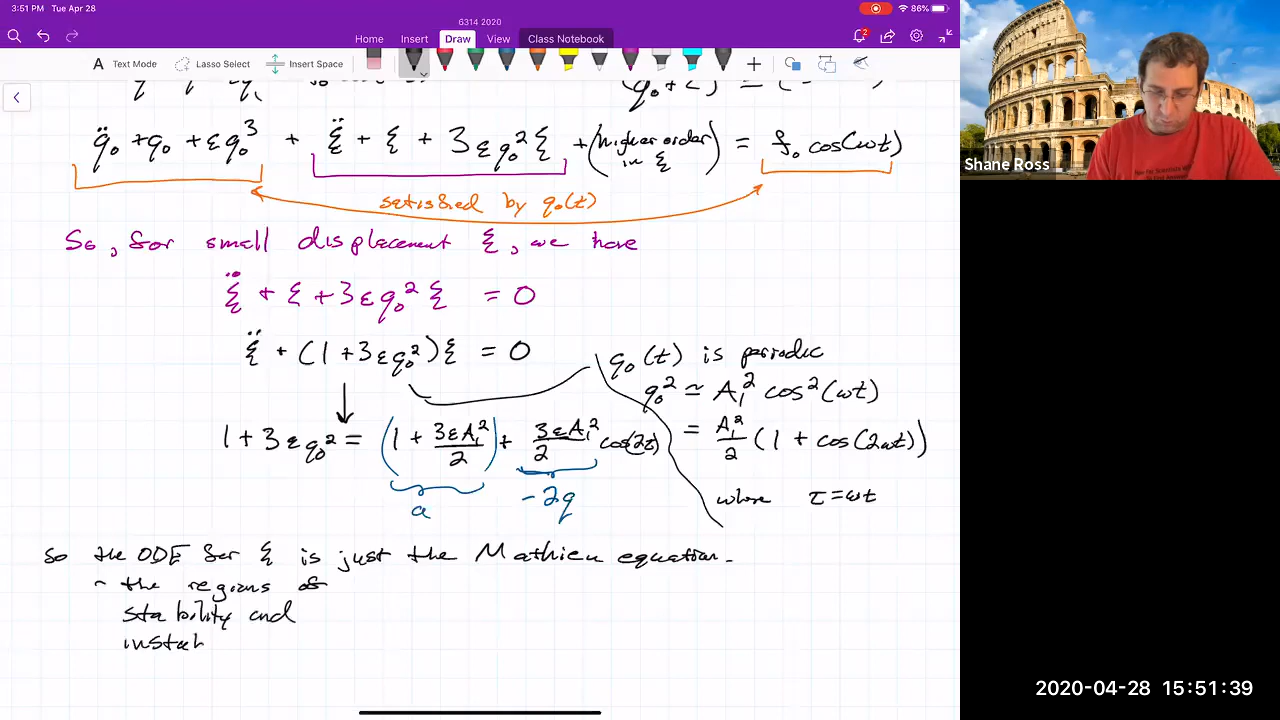 3:51 PM Tue Apr 28
86%
6314 2020
Home Insert Draw View Class Notebook
2
A Text Mode Lasso Select Insert Space
q̈₀ + q₀ + εq₀³ + ξ̈ + ξ + 3εq₀²ξ + (higher order in ξ) = f₀ cos(ωt)
satisfied by q₀(t)
So, for small displacement ξ, we have
ξ̈ + ξ + 3εq₀²ξ = 0
ξ̈ + (1 + 3εq₀²)ξ = 0
q₀(t) is periodic
q₀² ≃ A₁² cos²(ωt)
= A₁²/2 (1 + cos(2ωt))
1 + 3εq₀² = (1 + 3εA₁²/2) + 3εA₁²/2 cos(2τ)
a
-2q
where τ = ωt
So the ODE for ξ is just the Mathieu equation.
~ the regions of
stability and
instab
Shane Ross
2020-04-28 15:51:39